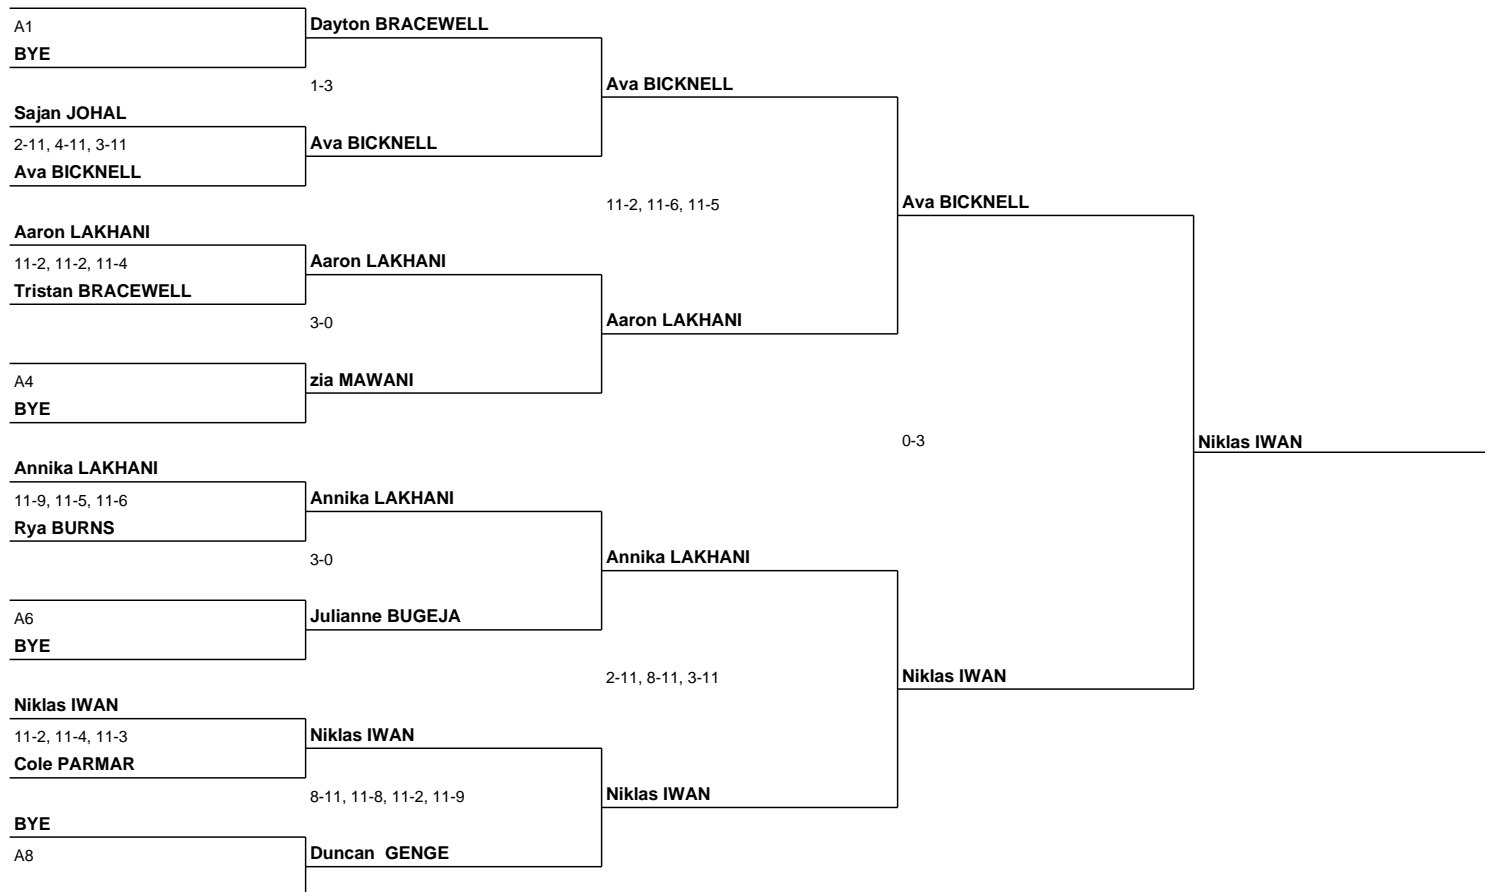 A1
BYE
Sajan JOHAL
2-11, 4-11, 3-11
Ava BICKNELL
Aaron LAKHANI
11-2, 11-2, 11-4
Tristan BRACEWELL
A4
BYE
Annika LAKHANI
11-9, 11-5, 11-6
Rya BURNS
A6
BYE
Niklas IWAN
11-2, 11-4, 11-3
Cole PARMAR
BYE
A8
Dayton BRACEWELL
1-3
Ava BICKNELL
Aaron LAKHANI
3-0
zia MAWANI
Annika LAKHANI
3-0
Julianne BUGEJA
Niklas IWAN
8-11, 11-8, 11-2, 11-9
Duncan  GENGE
Ava BICKNELL
11-2, 11-6, 11-5
Aaron LAKHANI
Annika LAKHANI
2-11, 8-11, 3-11
Niklas IWAN
Ava BICKNELL
0-3
Niklas IWAN
Niklas IWAN